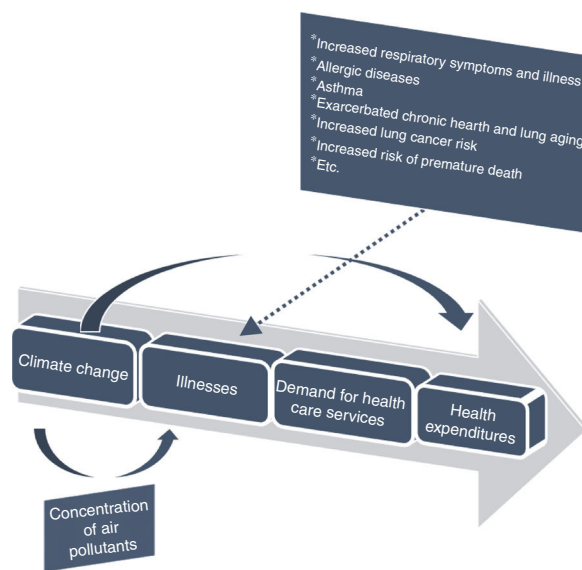 *Increased respiratory symptoms and illness
*Allergic diseases
*Asthma
*Exarcerbated chronic hearth and lung aging
*Increased lung cancer risk
*Increased risk of premature death
*Etc.
Climate change
Illnesses
Demand for health
care services
Health
expenditures
Concentration
of air
pollutants